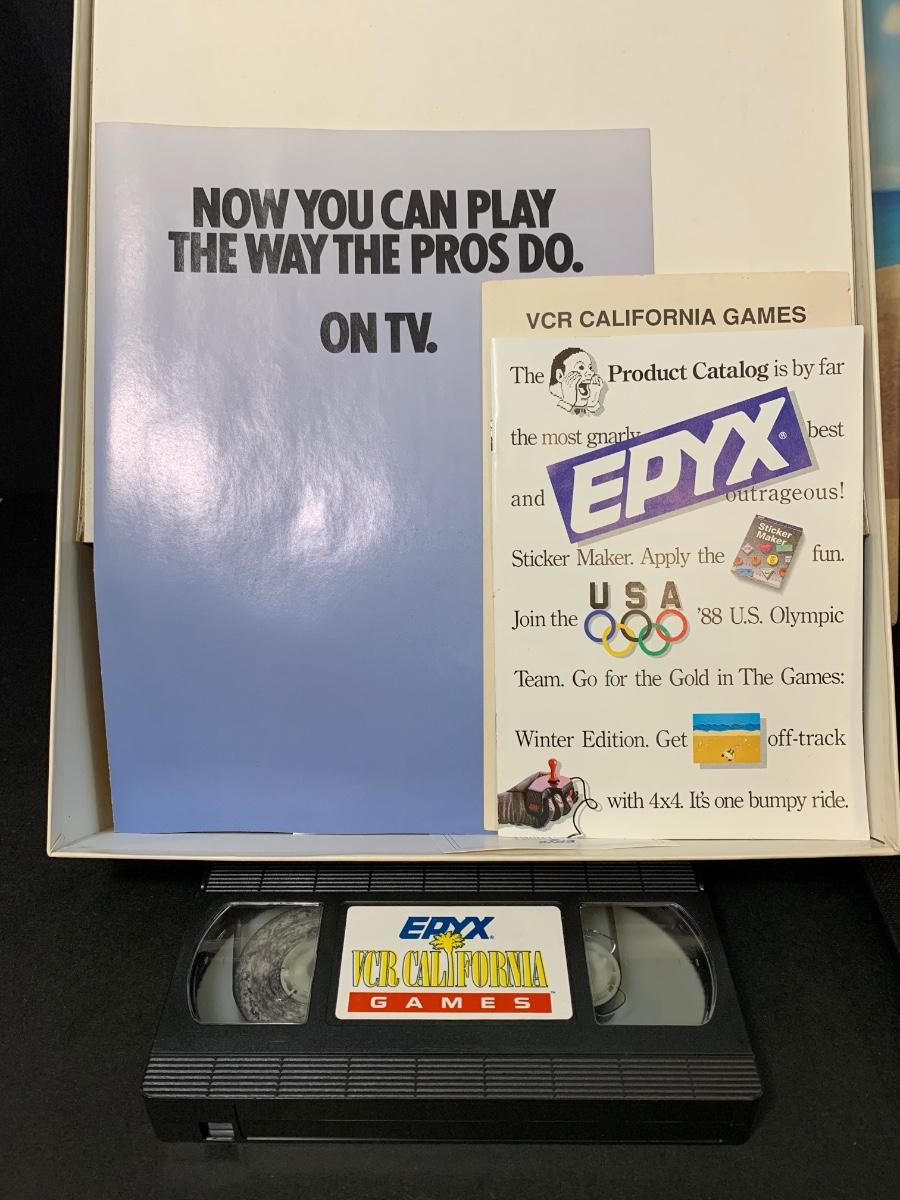 NOW YOU CAN PLAY
THE WAY THE PROS DO.
ON TV.
VCR CALIFORNIA GAMES
The Product Catalog is by far
the most gnarly best
EPYX®
and outrageous!
Sticker Maker
Sticker Maker. Apply the fun.
USA
Join the '88 U.S. Olympic
Team. Go for the Gold in The Games:
Winter Edition. Get off-track
with 4x4. It's one bumpy ride.
EPYX®
VCR CALIFORNIA
GAMES™